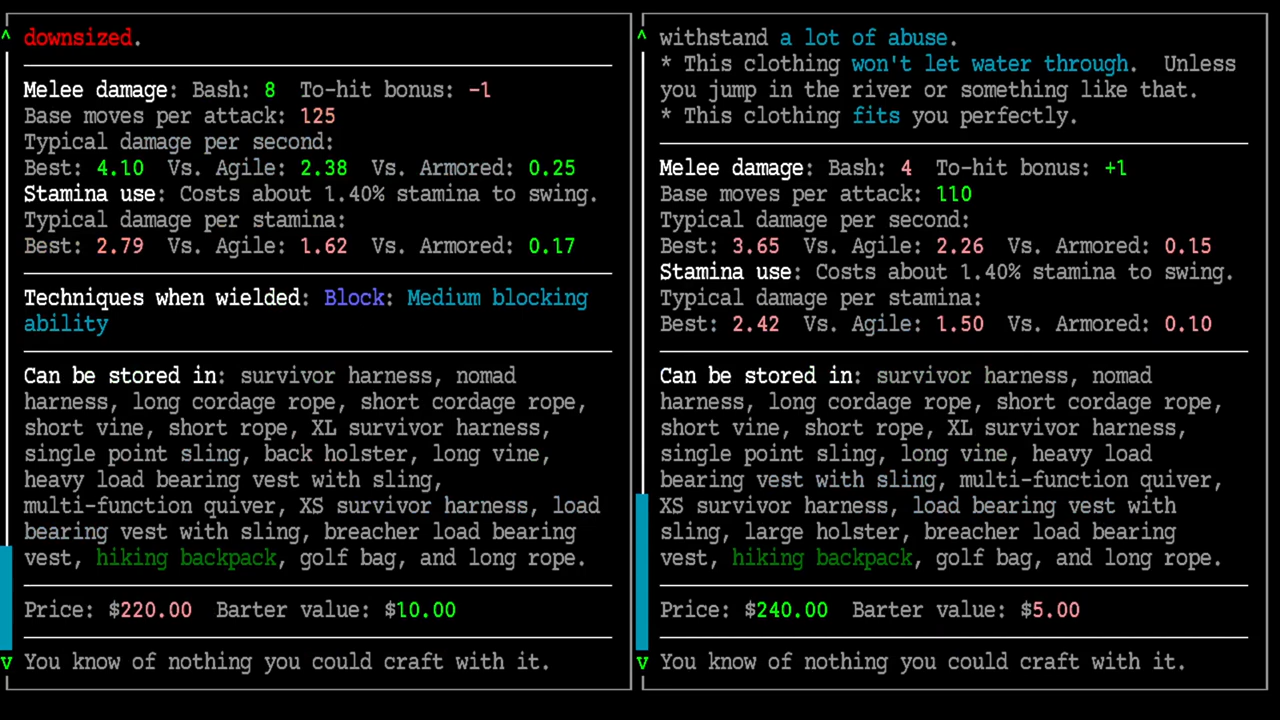 ^ downsized.
Melee damage: Bash: 8  To-hit bonus: -1
Base moves per attack: 125
Typical damage per second:
Best: 4.10  Vs. Agile: 2.38  Vs. Armored: 0.25
Stamina use: Costs about 1.40% stamina to swing.
Typical damage per stamina:
Best: 2.79  Vs. Agile: 1.62  Vs. Armored: 0.17
Techniques when wielded: Block: Medium blocking
ability
Can be stored in: survivor harness, nomad
harness, long cordage rope, short cordage rope,
short vine, short rope, XL survivor harness,
single point sling, back holster, long vine,
heavy load bearing vest with sling,
multi-function quiver, XS survivor harness, load
bearing vest with sling, breacher load bearing
vest, hiking backpack, golf bag, and long rope.
Price: $220.00  Barter value: $10.00
v You know of nothing you could craft with it.
^ withstand a lot of abuse.
* This clothing won't let water through.  Unless
you jump in the river or something like that.
* This clothing fits you perfectly.
Melee damage: Bash: 4  To-hit bonus: +1
Base moves per attack: 110
Typical damage per second:
Best: 3.65  Vs. Agile: 2.26  Vs. Armored: 0.15
Stamina use: Costs about 1.40% stamina to swing.
Typical damage per stamina:
Best: 2.42  Vs. Agile: 1.50  Vs. Armored: 0.10
Can be stored in: survivor harness, nomad
harness, long cordage rope, short cordage rope,
short vine, short rope, XL survivor harness,
single point sling, long vine, heavy load
bearing vest with sling, multi-function quiver,
XS survivor harness, load bearing vest with
sling, large holster, breacher load bearing
vest, hiking backpack, golf bag, and long rope.
Price: $240.00  Barter value: $5.00
v You know of nothing you could craft with it.